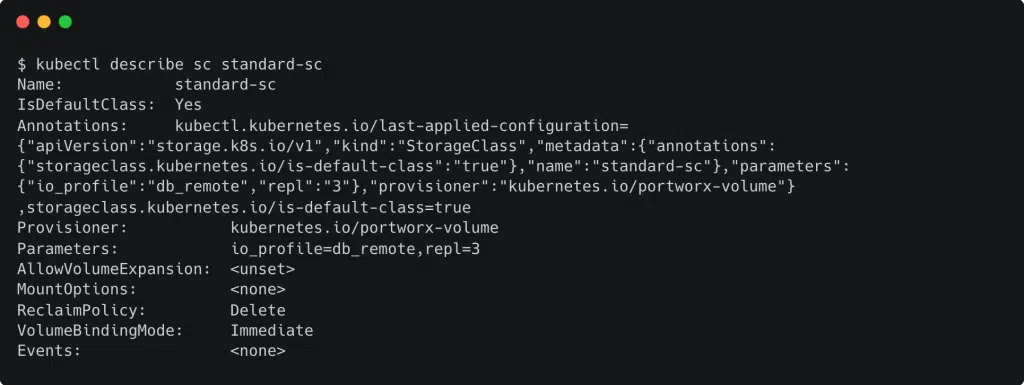 $ kubectl describe sc standard-sc
Name:            standard-sc
IsDefaultClass:  Yes
Annotations:     kubectl.kubernetes.io/last-applied-configuration=
{"apiVersion":"storage.k8s.io/v1","kind":"StorageClass","metadata":{"annotations":
{"storageclass.kubernetes.io/is-default-class":"true"},"name":"standard-sc"},"parameters":
{"io_profile":"db_remote","repl":"3"},"provisioner":"kubernetes.io/portworx-volume"}
,storageclass.kubernetes.io/is-default-class=true
Provisioner:           kubernetes.io/portworx-volume
Parameters:            io_profile=db_remote,repl=3
AllowVolumeExpansion:  <unset>
MountOptions:          <none>
ReclaimPolicy:         Delete
VolumeBindingMode:     Immediate
Events:                <none>